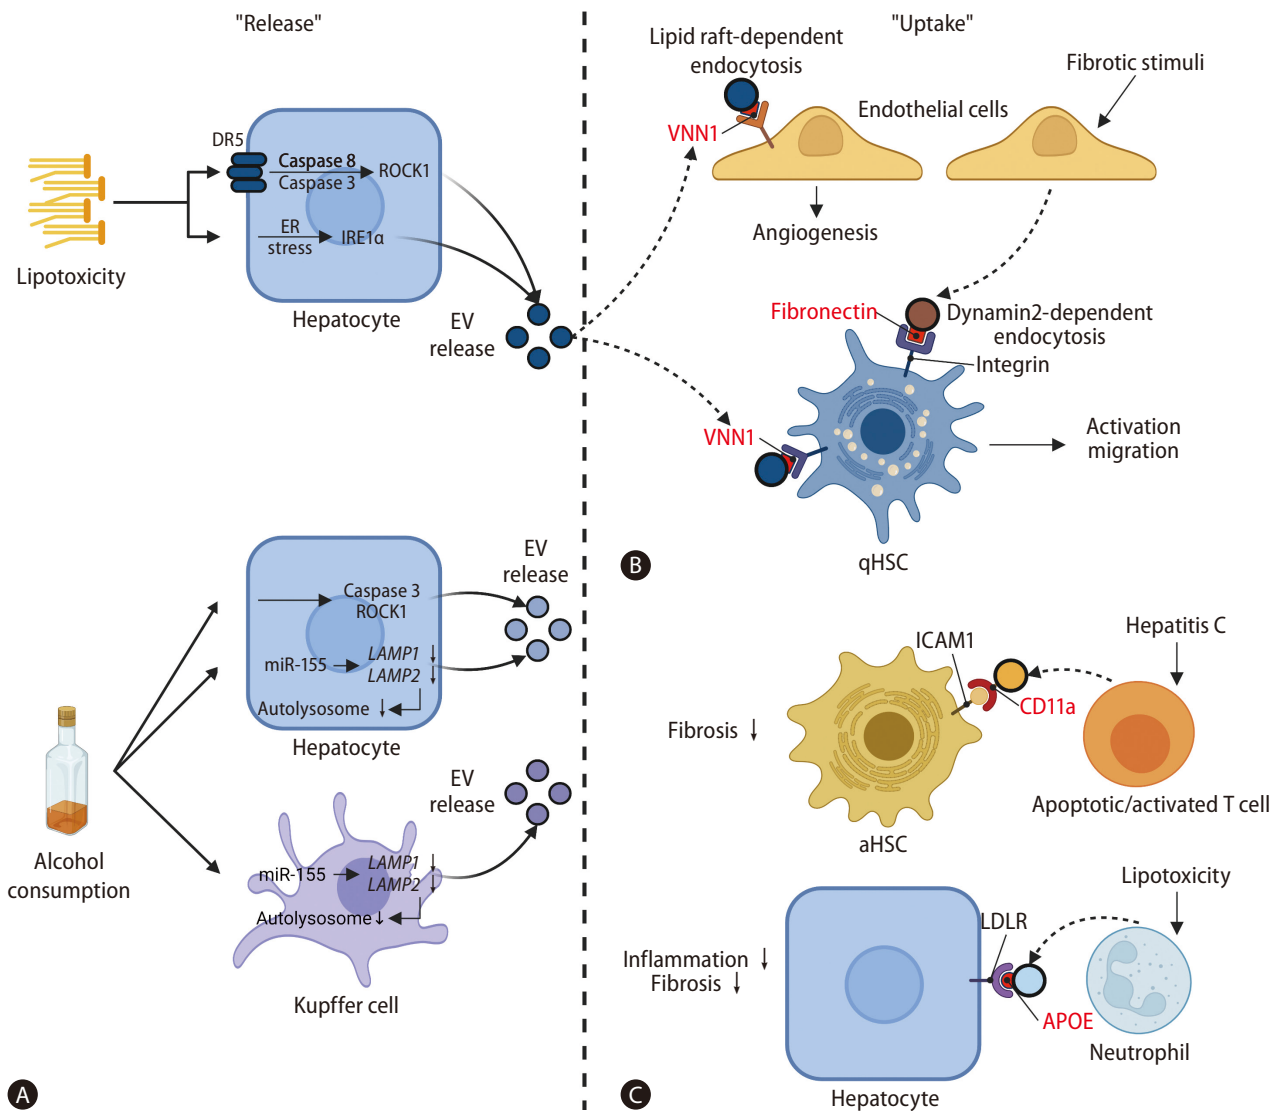 "Release"
Lipotoxicity
DR5
Caspase 8
Caspase 3
ROCK1
ER
stress
IRE1α
Hepatocyte
EV
release
Alcohol
consumption
Caspase 3
ROCK1
miR-155
LAMP1 ↓
LAMP2 ↓
Autolysosome ↓
Hepatocyte
EV
release
miR-155
LAMP1 ↓
LAMP2 ↓
Autolysosome ↓
Kupffer cell
EV
release
A
"Uptake"
Lipid raft-dependent
endocytosis
VNN1
Endothelial cells
Fibrotic stimuli
Angiogenesis
Fibronectin
Dynamin2-dependent
endocytosis
Integrin
VNN1
Activation
migration
qHSC
B
Hepatitis C
ICAM1
CD11a
Fibrosis ↓
aHSC
Apoptotic/activated T cell
Lipotoxicity
LDLR
Inflammation ↓
Fibrosis ↓
APOE
Neutrophil
Hepatocyte
C